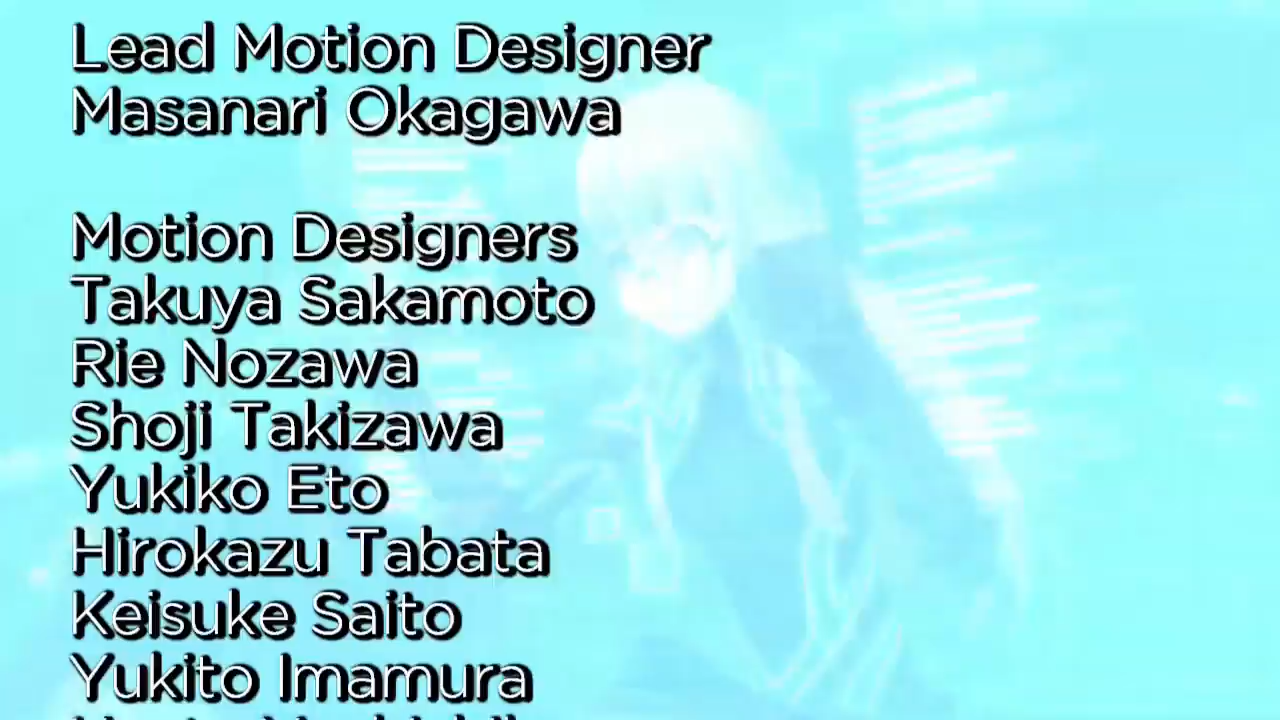 Lead Motion Designer
Masanari Okagawa
Motion Designers
Takuya Sakamoto
Rie Nozawa
Shoji Takizawa
Yukiko Eto
Hirokazu Tabata
Keisuke Saito
Yukito Imamura